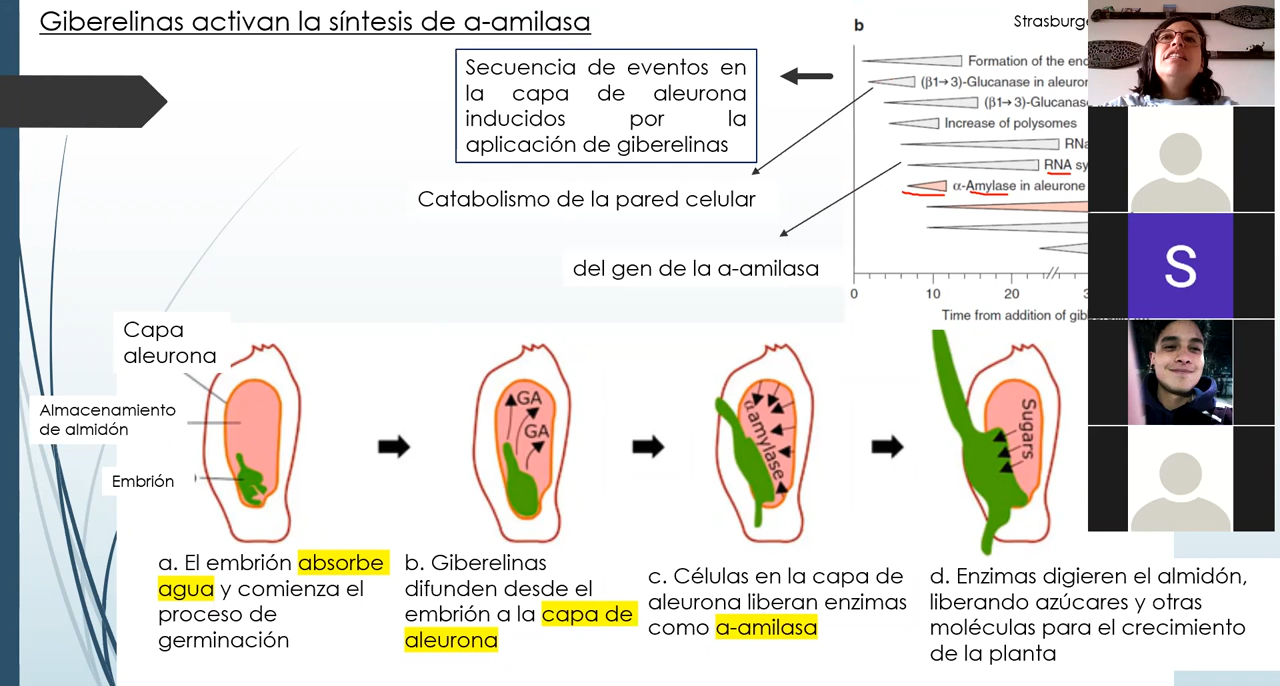 Giberelinas activan la síntesis de a-amilasa
Secuencia de eventos en
la capa de aleurona
inducidos por la
aplicación de giberelinas
Catabolismo de la pared celular
del gen de la a-amilasa
b
Strasburge
Formation of the end
(β1→3)-Glucanase in aleuron
(β1→3)-Glucanas
Increase of polysomes
RNa
RNA sy
α-Amylase in aleurone
0
10
20
3
Time from addition of gib
S
Capa
aleurona
Almacenamiento
de almidón
Embrión
GA
GA
α amylase
Sugars
a. El embrión absorbe
agua y comienza el
proceso de
germinación
b. Giberelinas
difunden desde el
embrión a la capa de
aleurona
c. Células en la capa de
aleurona liberan enzimas
como a-amilasa
d. Enzimas digieren el almidón,
liberando azúcares y otras
moléculas para el crecimiento
de la planta